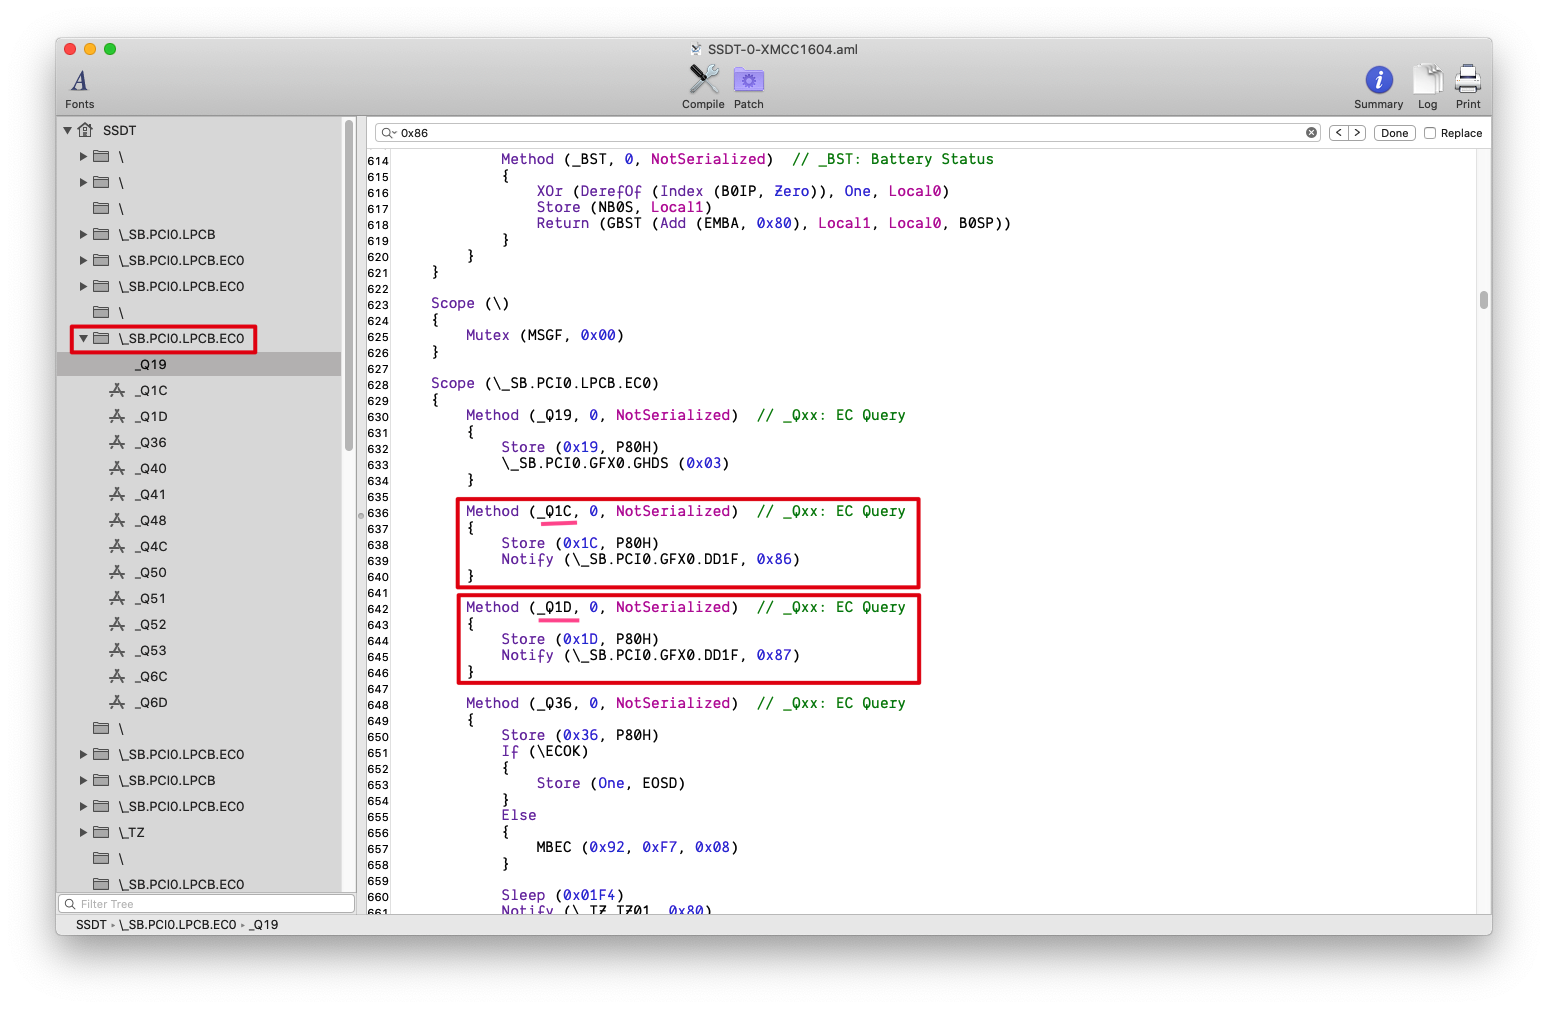 SSDT-0-XMCC1604.aml
A
Fonts
Compile
Patch
Summary
Log
Print
SSDT
\
\
\
\_SB.PCI0.LPCB
\_SB.PCI0.LPCB.EC0
\_SB.PCI0.LPCB.EC0
\
\_SB.PCI0.LPCB.EC0
_Q19
_Q1C
_Q1D
_Q36
_Q40
_Q41
_Q48
_Q4C
_Q50
_Q51
_Q52
_Q53
_Q6C
_Q6D
\
\_SB.PCI0.LPCB.EC0
\_SB.PCI0.LPCB
\_SB.PCI0.LPCB.EC0
\_TZ
\
\_SB.PCI0.LPCB.EC0
Filter Tree
0x86
< > Done Replace
614 Method (_BST, 0, NotSerialized) // _BST: Battery Status
615 {
616 XOr (DerefOf (Index (B0IP, Zero)), One, Local0)
617 Store (NB0S, Local1)
618 Return (GBST (Add (EMBA, 0x80), Local1, Local0, B0SP))
619 }
620 }
621 }
622
623 Scope (\)
624 {
625 Mutex (MSGF, 0x00)
626 }
627
628 Scope (\_SB.PCI0.LPCB.EC0)
629 {
630 Method (_Q19, 0, NotSerialized) // _Qxx: EC Query
631 {
632 Store (0x19, P80H)
633 \_SB.PCI0.GFX0.GHDS (0x03)
634 }
635
636 Method (_Q1C, 0, NotSerialized) // _Qxx: EC Query
637 {
638 Store (0x1C, P80H)
639 Notify (\_SB.PCI0.GFX0.DD1F, 0x86)
640 }
641
642 Method (_Q1D, 0, NotSerialized) // _Qxx: EC Query
643 {
644 Store (0x1D, P80H)
645 Notify (\_SB.PCI0.GFX0.DD1F, 0x87)
646 }
647
648 Method (_Q36, 0, NotSerialized) // _Qxx: EC Query
649 {
650 Store (0x36, P80H)
651 If (\ECOK)
652 {
653 Store (One, EOSD)
654 }
655 Else
656 {
657 MBEC (0x92, 0xF7, 0x08)
658 }
659
660 Sleep (0x01F4)
661 Notify (\_TZ.TZ01, 0x80)
SSDT \_SB.PCI0.LPCB.EC0 _Q19